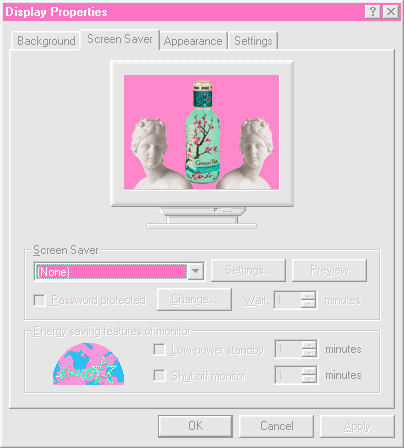 Display Properties
Background Screen Saver Appearance Settings
Green Tea
Screen Saver
(None) Settings... Preview
Password protected Change... Wait: 1 minutes
Energy saving features of monitor
Low-power standby 1 minutes
Shut off monitor 1 minutes
OK Cancel Apply